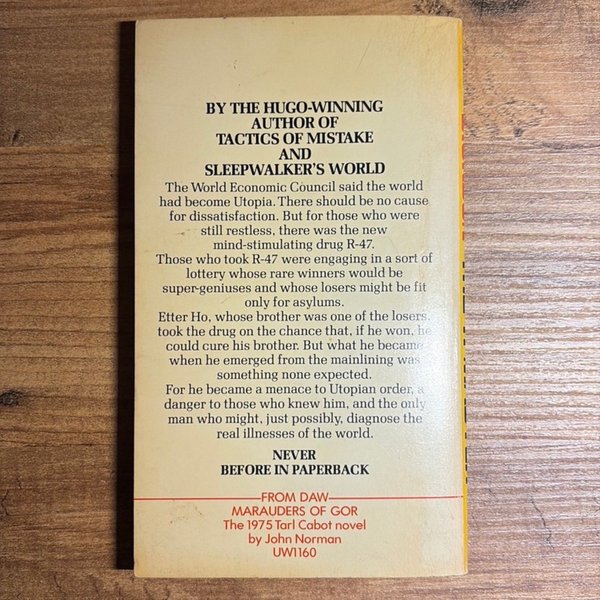 BY THE HUGO-WINNING
AUTHOR OF
TACTICS OF MISTAKE
AND
SLEEPWALKER'S WORLD
The World Economic Council said the world
had become Utopia. There should be no cause
for dissatisfaction. But for those who were
still restless, there was the new
mind-stimulating drug R-47.
Those who took R-47 were engaging in a sort of
lottery whose rare winners would be
super-geniuses and whose losers might be fit
only for asylums.
Etter Ho, whose brother was one of the losers,
took the drug on the chance that, if he won, he
could cure his brother. But what he became
when he emerged from the mainlining was
something none expected.
For he became a menace to Utopian order, a
danger to those who knew him, and the only
man who might, just possibly, diagnose the
real illnesses of the world.
NEVER
BEFORE IN PAPERBACK
FROM DAW
MARAUDERS OF GOR
The 1975 Tarl Cabot novel
by John Norman
UW1160